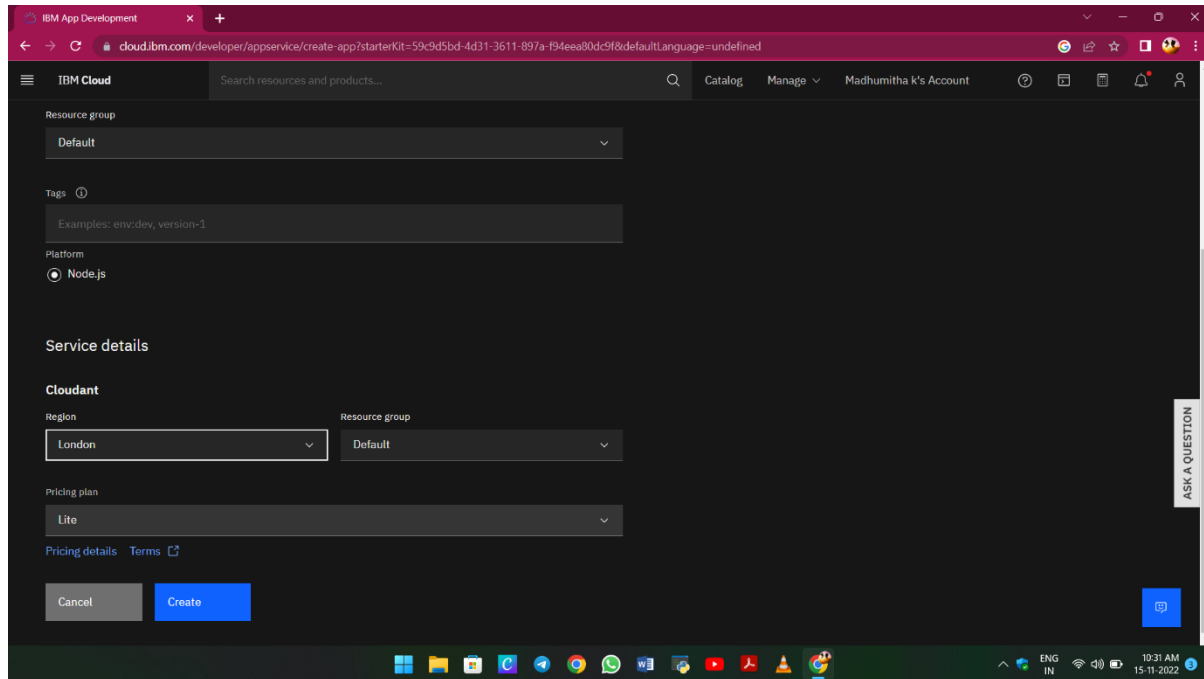 IBM App Development
cloud.ibm.com/developer/appservice/create-app?starterKit=59c9d5bd-4d31-3611-897a-f94eea80dc9f&defaultLanguage=undefined
IBM Cloud
Search resources and products...
Catalog
Manage
Madhumitha k's Account
Resource group
Default
Tags
Examples: env:dev, version-1
Platform
Node.js
Service details
Cloudant
Region
Resource group
London
Default
Pricing plan
Lite
Pricing details Terms
Cancel
Create
ASK A QUESTION
ENG
IN
10:31 AM
15-11-2022
3